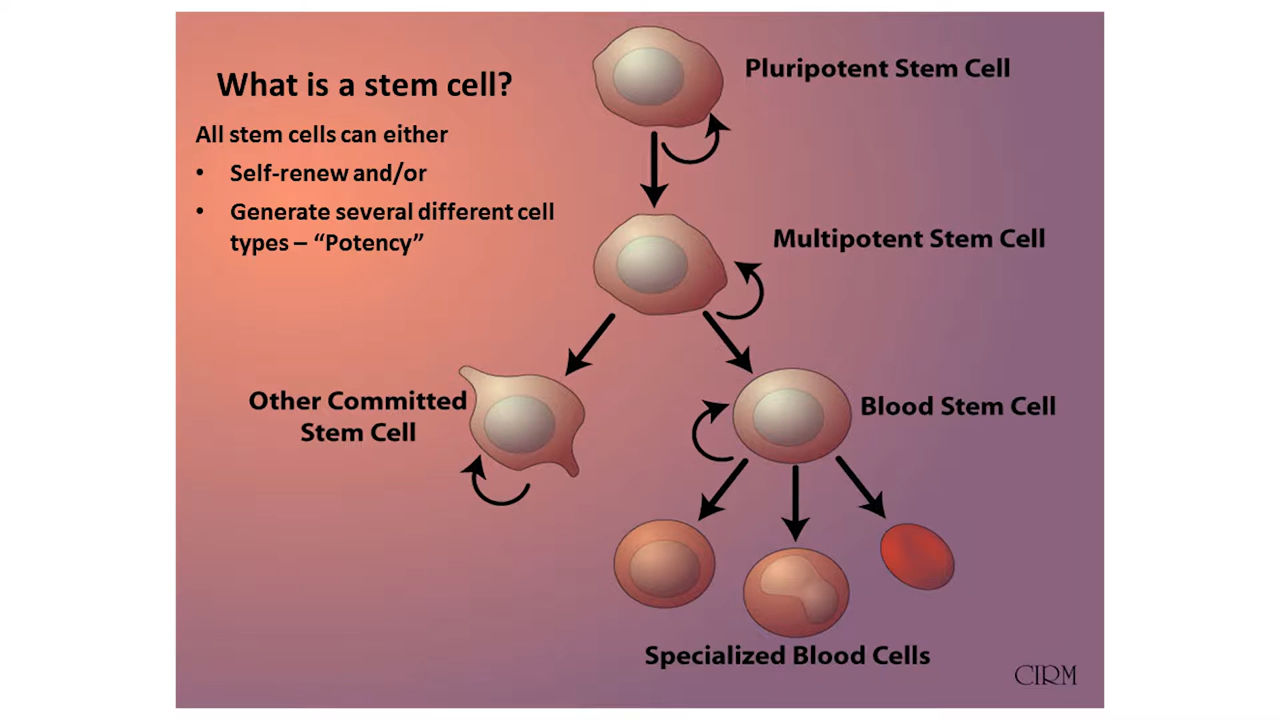 What is a stem cell?
All stem cells can either
• Self-renew and/or
• Generate several different cell
types – “Potency”
Pluripotent Stem Cell
Multipotent Stem Cell
Other Committed
Stem Cell
Blood Stem Cell
Specialized Blood Cells
CIRM